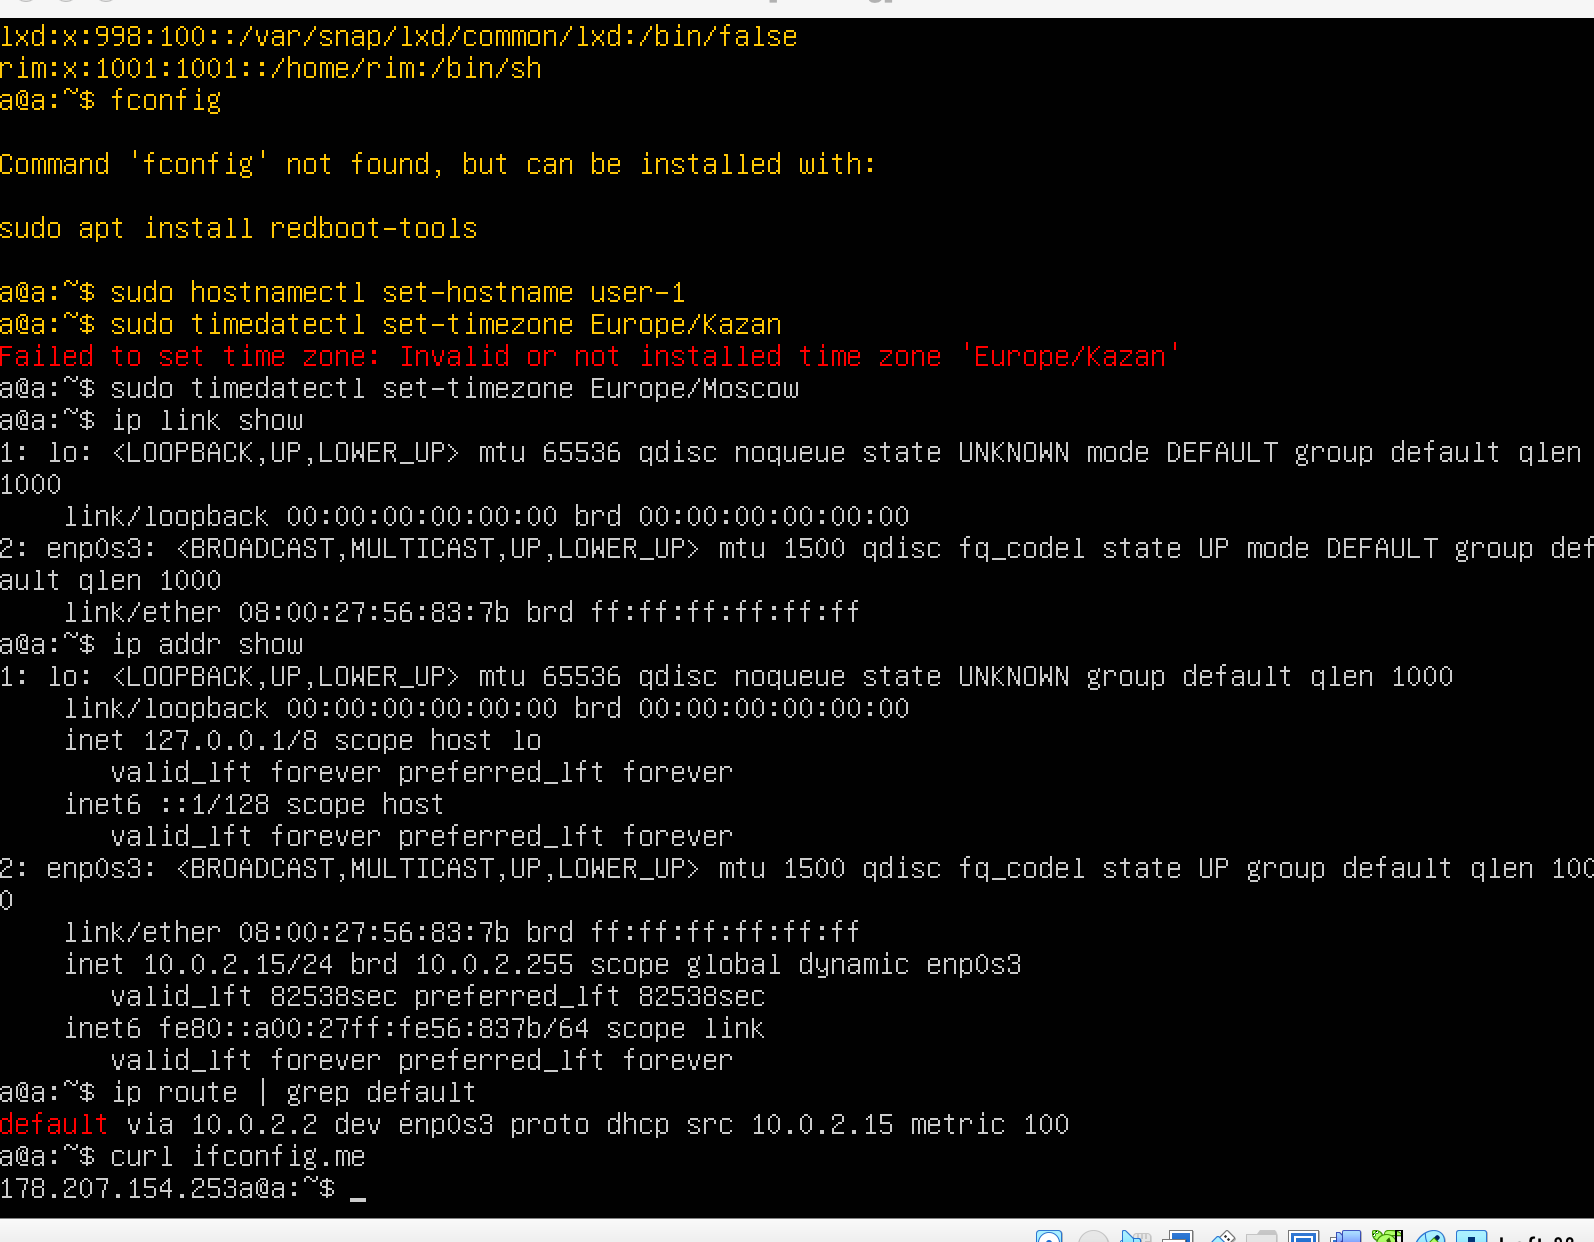 lxd:x:998:100::/var/snap/lxd/common/lxd:/bin/false
rim:x:1001:1001::/home/rim:/bin/sh
a@a:~$ fconfig
Command 'fconfig' not found, but can be installed with:
sudo apt install redboot-tools
a@a:~$ sudo hostnamectl set-hostname user-1
a@a:~$ sudo timedatectl set-timezone Europe/Kazan
Failed to set time zone: Invalid or not installed time zone 'Europe/Kazan'
a@a:~$ sudo timedatectl set-timezone Europe/Moscow
a@a:~$ ip link show
1: lo: <LOOPBACK,UP,LOWER_UP> mtu 65536 qdisc noqueue state UNKNOWN mode DEFAULT group default qlen
1000
    link/loopback 00:00:00:00:00:00 brd 00:00:00:00:00:00
2: enp0s3: <BROADCAST,MULTICAST,UP,LOWER_UP> mtu 1500 qdisc fq_codel state UP mode DEFAULT group def
ault qlen 1000
    link/ether 08:00:27:56:83:7b brd ff:ff:ff:ff:ff:ff
a@a:~$ ip addr show
1: lo: <LOOPBACK,UP,LOWER_UP> mtu 65536 qdisc noqueue state UNKNOWN group default qlen 1000
    link/loopback 00:00:00:00:00:00 brd 00:00:00:00:00:00
    inet 127.0.0.1/8 scope host lo
       valid_lft forever preferred_lft forever
    inet6 ::1/128 scope host
       valid_lft forever preferred_lft forever
2: enp0s3: <BROADCAST,MULTICAST,UP,LOWER_UP> mtu 1500 qdisc fq_codel state UP group default qlen 100
0
    link/ether 08:00:27:56:83:7b brd ff:ff:ff:ff:ff:ff
    inet 10.0.2.15/24 brd 10.0.2.255 scope global dynamic enp0s3
       valid_lft 82538sec preferred_lft 82538sec
    inet6 fe80::a00:27ff:fe56:837b/64 scope link
       valid_lft forever preferred_lft forever
a@a:~$ ip route | grep default
default via 10.0.2.2 dev enp0s3 proto dhcp src 10.0.2.15 metric 100
a@a:~$ curl ifconfig.me
178.207.154.253a@a:~$ _